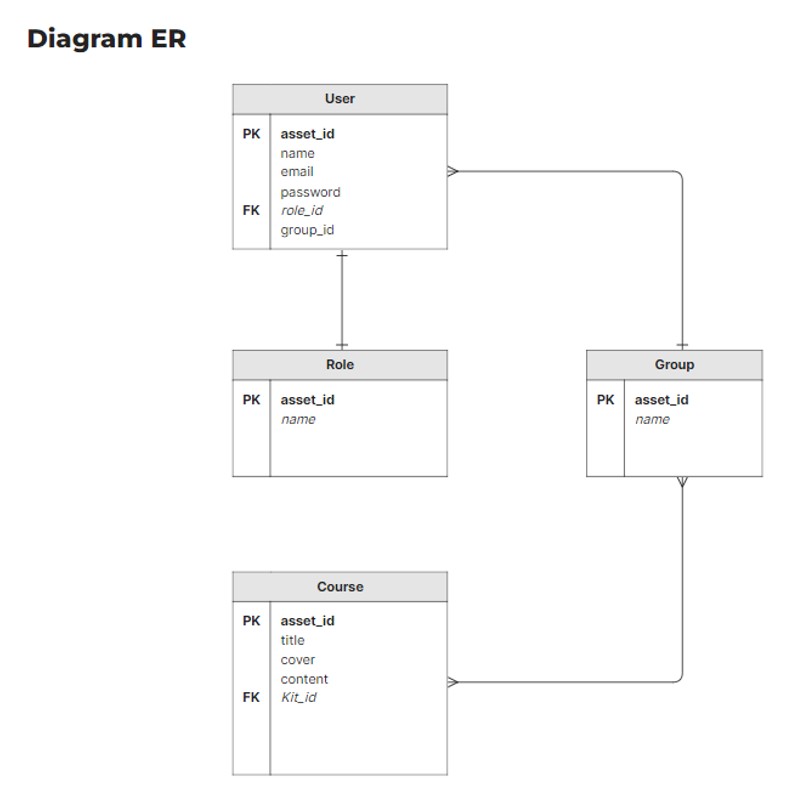 Diagram ER
User
PK asset_id
name
email
password
FK role_id
group_id
Role
PK asset_id
name
Group
PK asset_id
name
Course
PK asset_id
title
cover
content
FK Kit_id